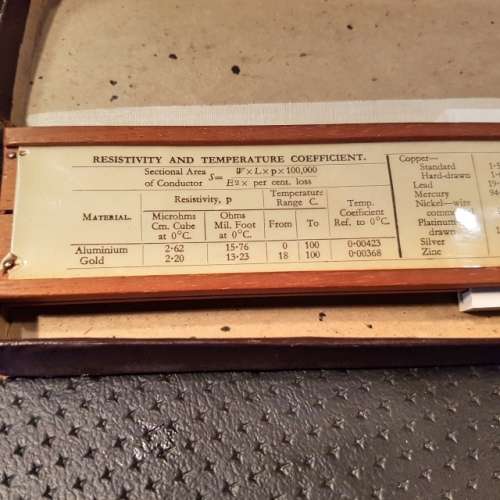 RESISTIVITY AND TEMPERATURE COEFFICIENT.
Sectional Area of Conductor S= W × L × p × 100,000
E² × per cent. loss
MATERIAL.
Resistivity, p
Microhms Cm. Cube at 0°C.
Ohms Mil. Foot at 0°C.
Temperature Range C.
From To
Temp. Coefficient Ref. to 0°C.
Aluminium 2·62 15·76 0 100 0·00423
Gold 2·20 13·23 18 100 0·00368
Copper—
Standard
Hard-drawn
Lead
Mercury
Nickel—wire
Platinum
drawn
Silver
Zinc